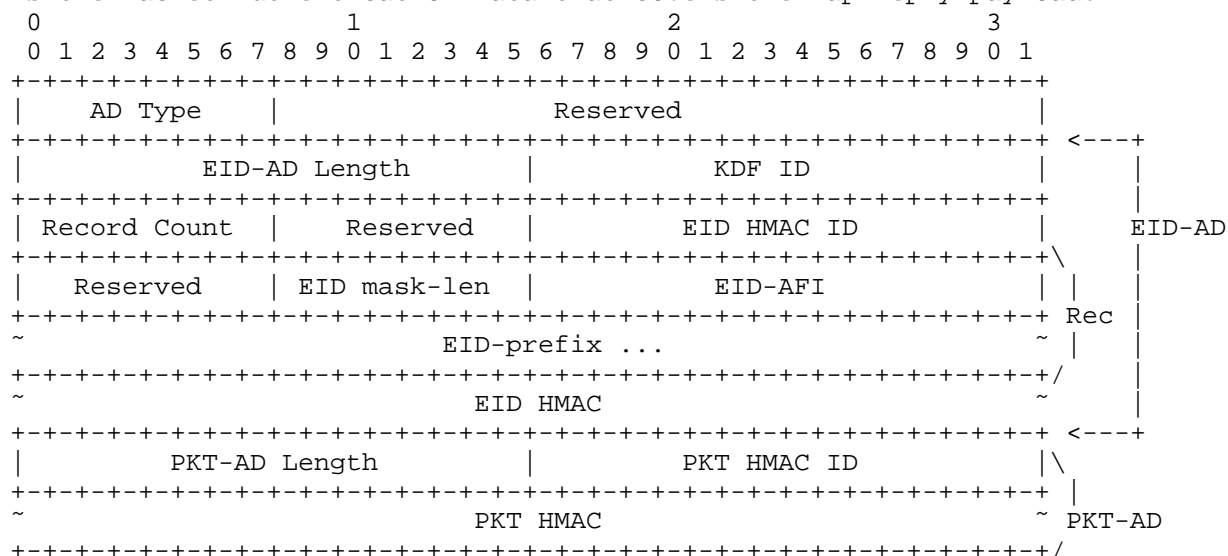 0                   1                   2                   3
 0 1 2 3 4 5 6 7 8 9 0 1 2 3 4 5 6 7 8 9 0 1 2 3 4 5 6 7 8 9 0 1
+-+-+-+-+-+-+-+-+-+-+-+-+-+-+-+-+-+-+-+-+-+-+-+-+-+-+-+-+-+-+-+-+
|    AD Type    |                  Reserved                     |
+-+-+-+-+-+-+-+-+-+-+-+-+-+-+-+-+-+-+-+-+-+-+-+-+-+-+-+-+-+-+-+-+ <---+
|           EID-AD Length       |           KDF ID              |     |
+-+-+-+-+-+-+-+-+-+-+-+-+-+-+-+-+-+-+-+-+-+-+-+-+-+-+-+-+-+-+-+-+     |
| Record Count  |    Reserved   |         EID HMAC ID           |     EID-AD
+-+-+-+-+-+-+-+-+-+-+-+-+-+-+-+-+-+-+-+-+-+-+-+-+-+-+-+-+-+-+-+-+\    |
|   Reserved    | EID mask-len  |           EID-AFI             | |   |
+-+-+-+-+-+-+-+-+-+-+-+-+-+-+-+-+-+-+-+-+-+-+-+-+-+-+-+-+-+-+-+-+ Rec |
~                          EID-prefix ...                       ~ |   |
+-+-+-+-+-+-+-+-+-+-+-+-+-+-+-+-+-+-+-+-+-+-+-+-+-+-+-+-+-+-+-+-+/    |
~                            EID HMAC                           ~     |
+-+-+-+-+-+-+-+-+-+-+-+-+-+-+-+-+-+-+-+-+-+-+-+-+-+-+-+-+-+-+-+-+ <---+
|         PKT-AD Length         |         PKT HMAC ID           |\
+-+-+-+-+-+-+-+-+-+-+-+-+-+-+-+-+-+-+-+-+-+-+-+-+-+-+-+-+-+-+-+-+ |
~                            PKT HMAC                           ~ PKT-AD
+-+-+-+-+-+-+-+-+-+-+-+-+-+-+-+-+-+-+-+-+-+-+-+-+-+-+-+-+-+-+-+-+/